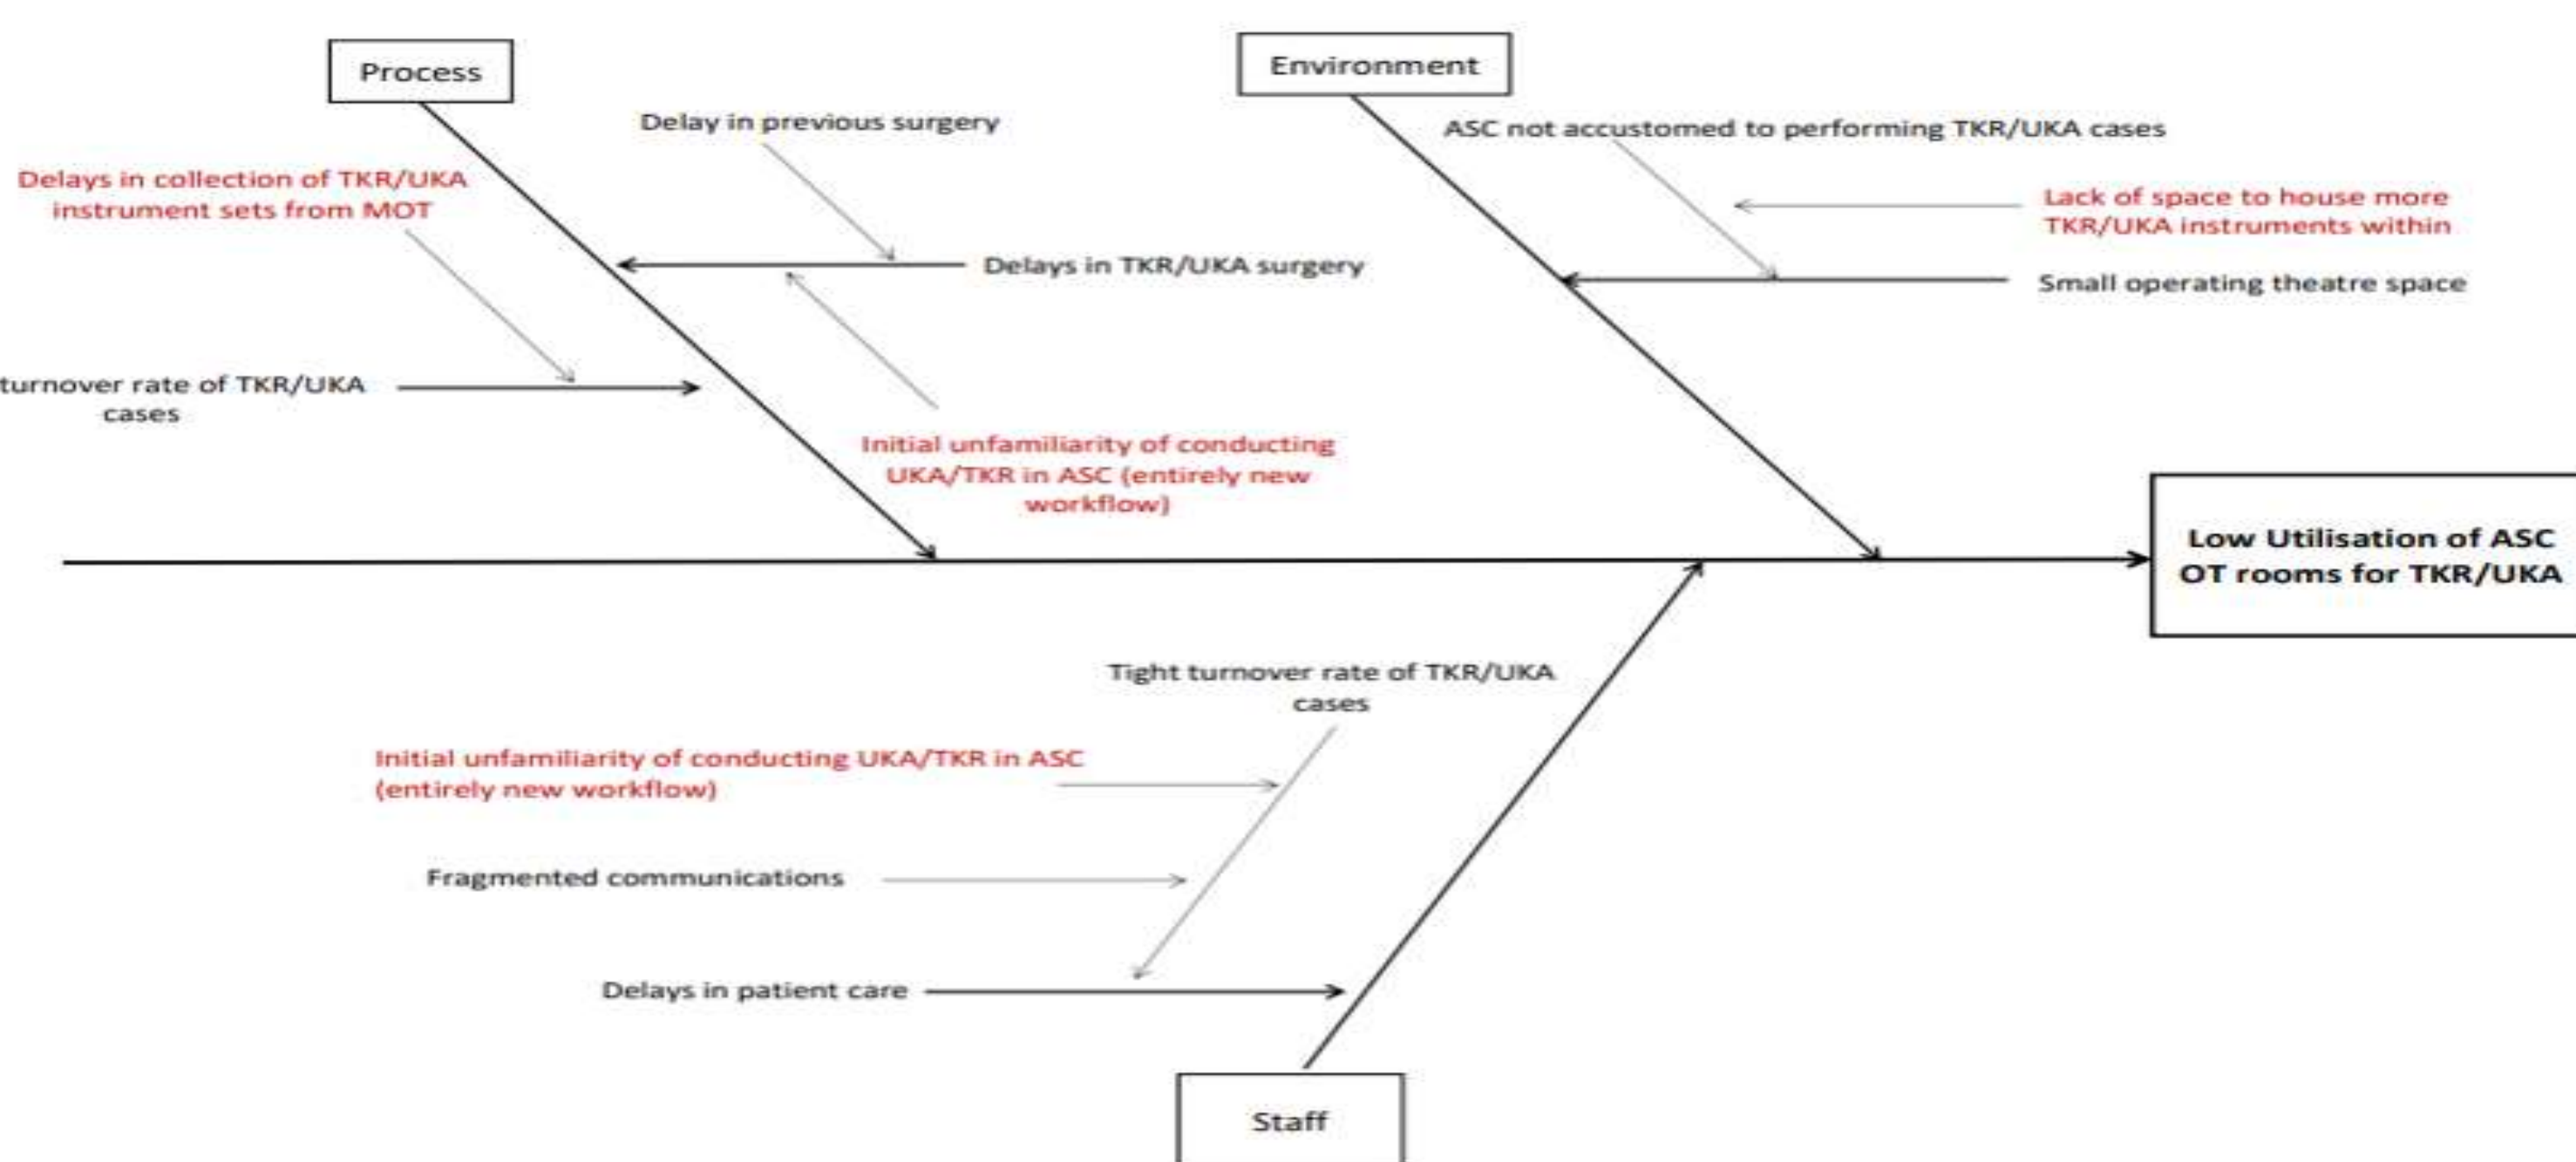 Process
Environment
Delay in previous surgery
ASC not accustomed to performing TKR/UKA cases
Delays in collection of TKR/UKA
instrument sets from MOT
Lack of space to house more
TKR/UKA instruments within
Delays in TKR/UKA surgery
Small operating theatre space
turnover rate of TKR/UKA
cases
Initial unfamiliarity of conducting
UKA/TKR in ASC (entirely new
workflow)
Low Utilisation of ASC
OT rooms for TKR/UKA
Tight turnover rate of TKR/UKA
cases
Initial unfamiliarity of conducting UKA/TKR in ASC
(entirely new workflow)
Fragmented communications
Delays in patient care
Staff